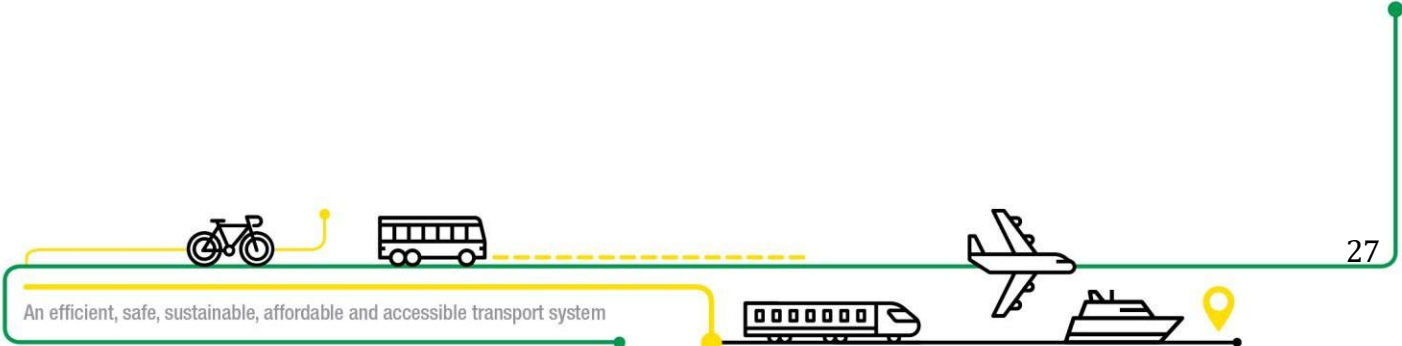 27
An efficient, safe, sustainable, affordable and accessible transport system